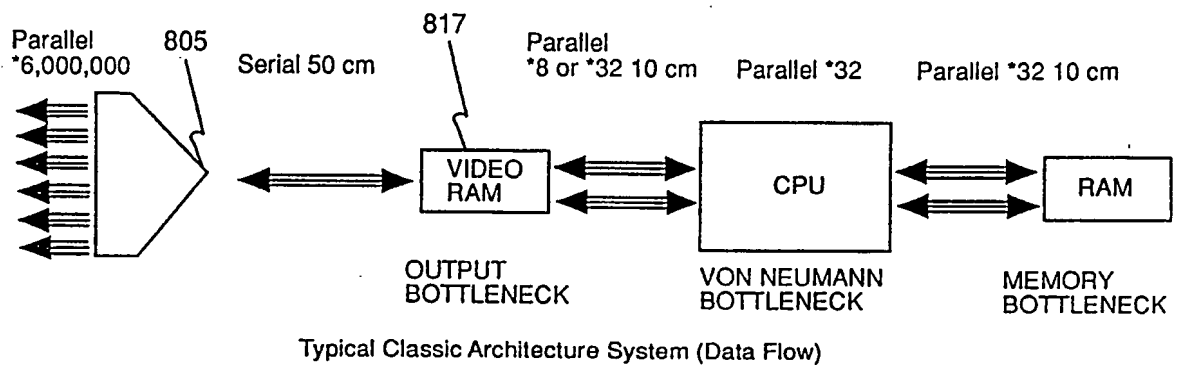 817
Parallel
*6,000,000
805
Serial 50 cm
Parallel
*8 or *32 10 cm
Parallel *32
Parallel *32 10 cm
VIDEO
RAM
CPU
RAM
OUTPUT
BOTTLENECK
VON NEUMANN
BOTTLENECK
MEMORY
BOTTLENECK
Typical Classic Architecture System (Data Flow)